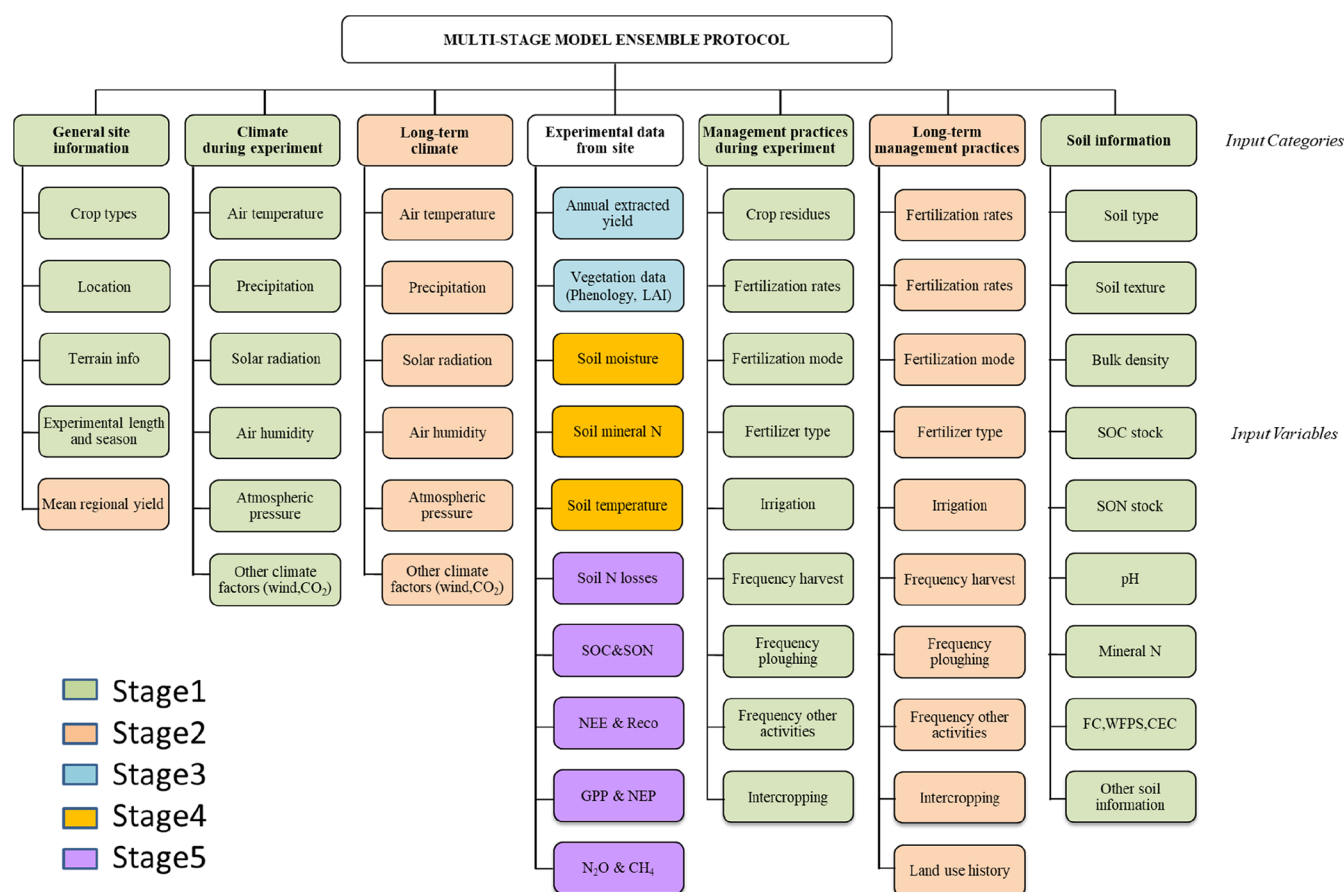 MULTI-STAGE MODEL ENSEMBLE PROTOCOL
General site
information
Climate
during experiment
Long-term
climate
Experimental data
from site
Management practices
during experiment
Long-term
management practices
Soil information
Input Categories
Crop types
Location
Terrain info
Experimental length
and season
Mean regional yield
Air temperature
Precipitation
Solar radiation
Air humidity
Atmospheric
pressure
Other climate
factors (wind,CO₂)
Air temperature
Precipitation
Solar radiation
Air humidity
Atmospheric
pressure
Other climate
factors (wind,CO₂)
Annual extracted
yield
Vegetation data
(Phenology, LAI)
Soil moisture
Soil mineral N
Soil temperature
Soil N losses
SOC&SON
NEE & Reco
GPP & NEP
N₂O & CH₄
Crop residues
Fertilization rates
Fertilization mode
Fertilizer type
Irrigation
Frequency harvest
Frequency
ploughing
Frequency other
activities
Intercropping
Fertilization rates
Fertilization rates
Fertilization mode
Fertilizer type
Irrigation
Frequency harvest
Frequency
ploughing
Frequency other
activities
Intercropping
Land use history
Soil type
Soil texture
Bulk density
SOC stock
SON stock
pH
Mineral N
FC,WFPS,CEC
Other soil
information
Input Variables
Stage1
Stage2
Stage3
Stage4
Stage5